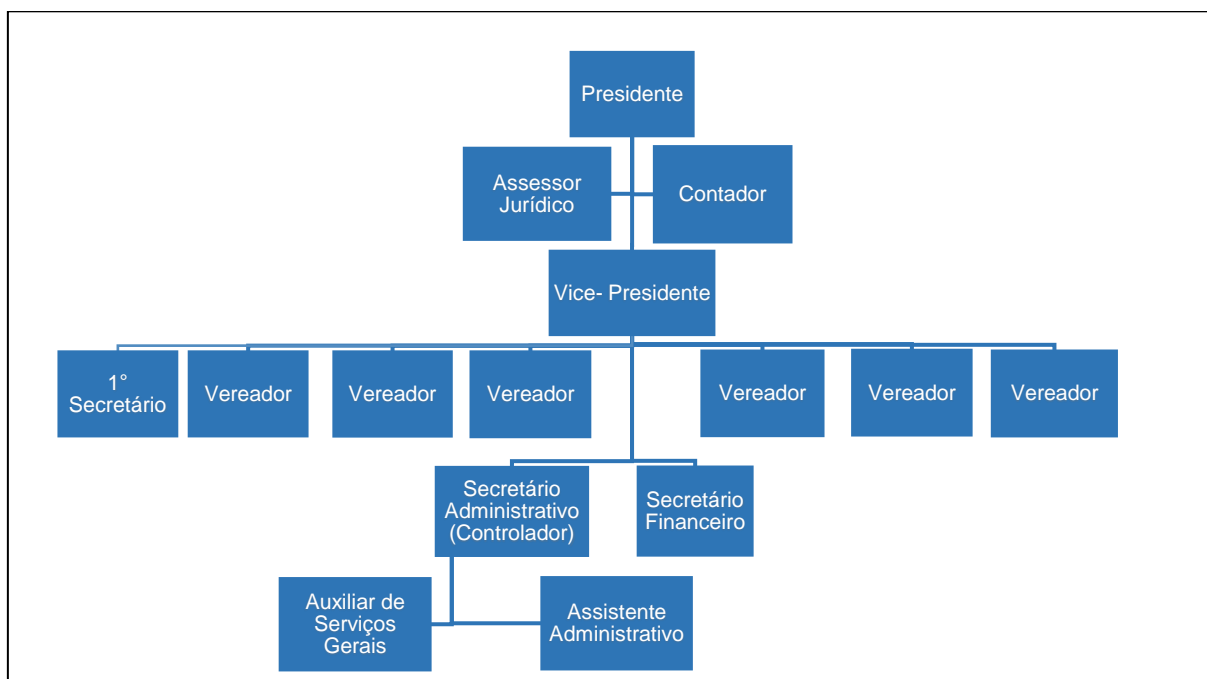 Presidente
Assessor
Jurídico
Contador
Vice- Presidente
1°
Secretário
Vereador
Vereador
Vereador
Vereador
Vereador
Vereador
Secretário
Administrativo
(Controlador)
Secretário
Financeiro
Auxiliar de
Serviços
Gerais
Assistente
Administrativo